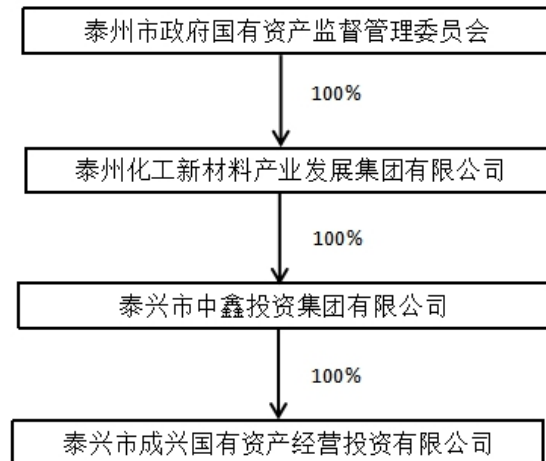 泰州市政府国有资产监督管理委员会
100%
泰州化工新材料产业发展集团有限公司
100%
泰兴市中鑫投资集团有限公司
100%
泰兴市成兴国有资产经营投资有限公司